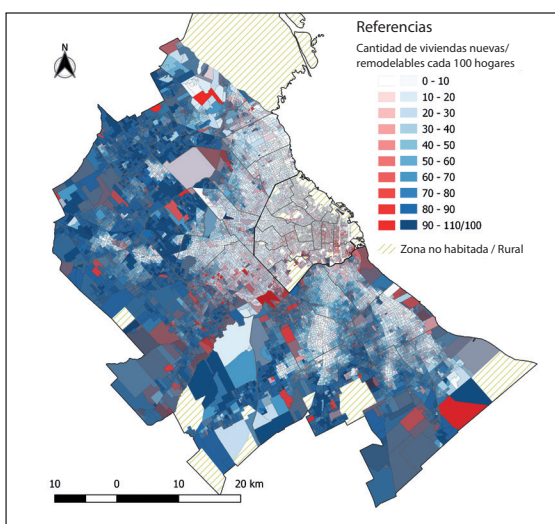 Referencias
Cantidad de viviendas nuevas/
remodelables cada 100 hogares
0 - 10
10 - 20
20 - 30
30 - 40
40 - 50
50 - 60
60 - 70
70 - 80
80 - 90
90 - 110/100
Zona no habitada / Rural
N
10 0 10 20 km